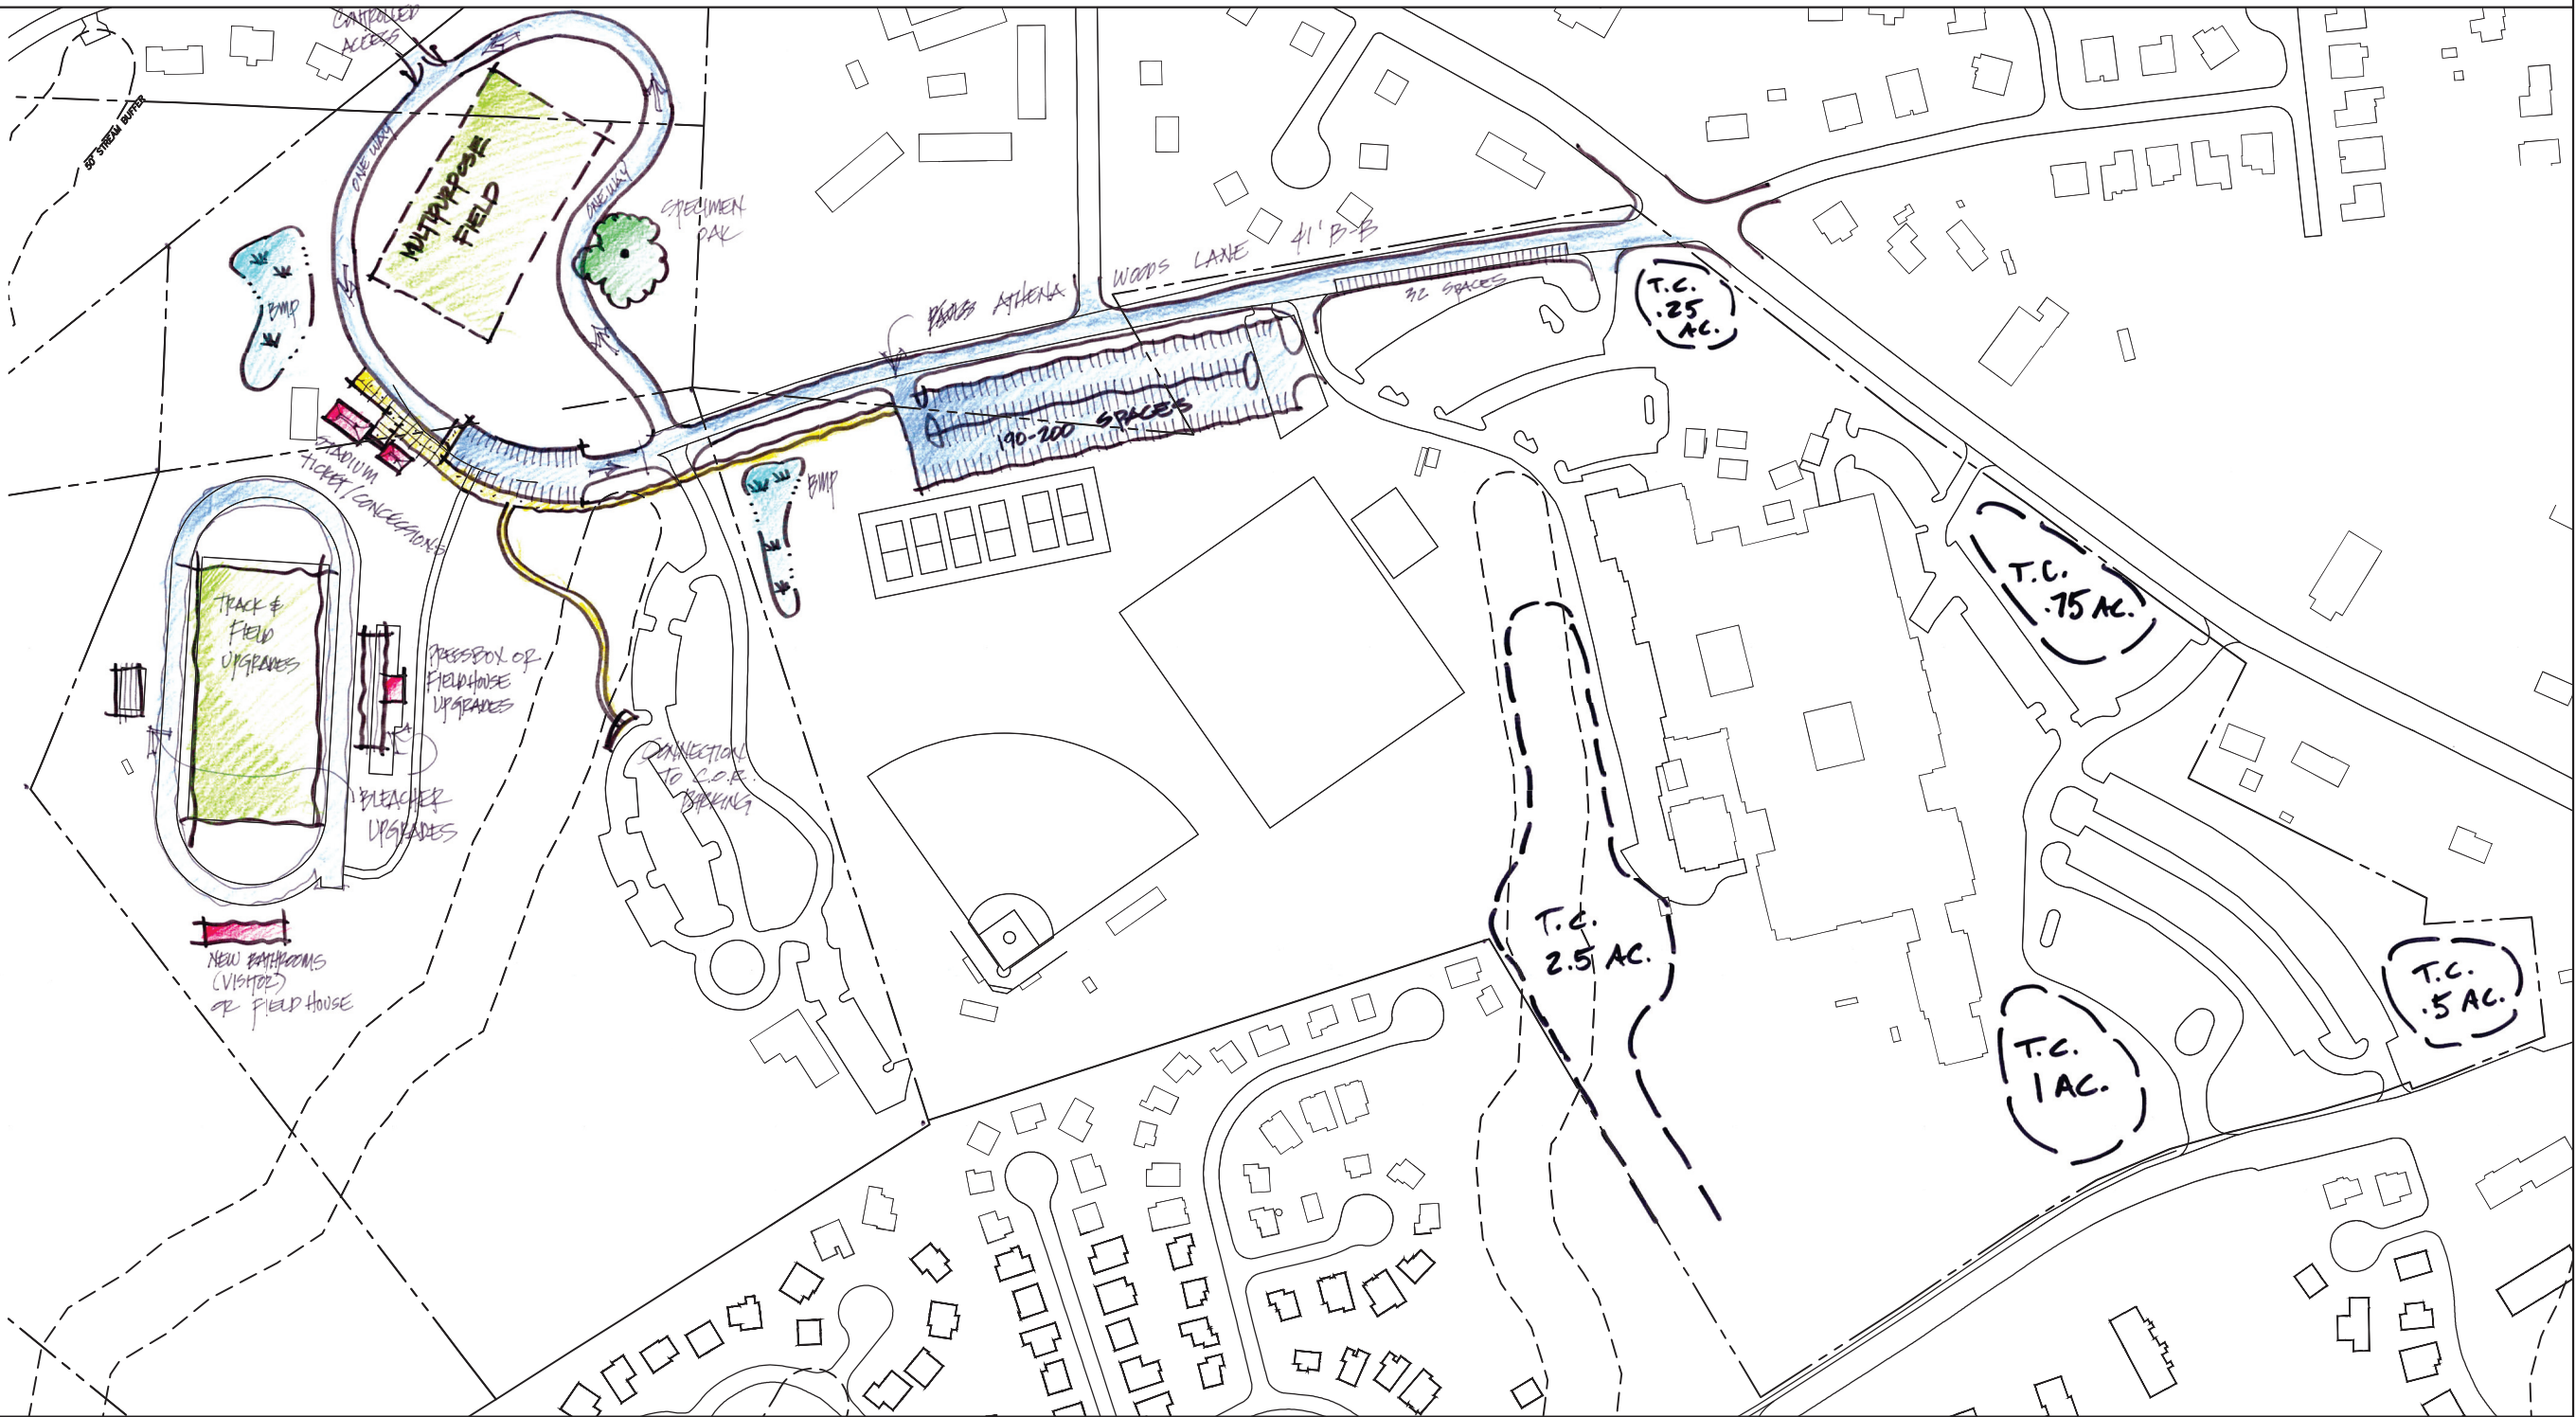 CONTROLLED
ACCESS
50' STREAM BUFFER
ONE WAY
MULTIPURPOSE
FIELD
ONE WAY
SPECIMEN
OAK
BMP
ATHENA WOODS LANE 41' B-B
32 SPACES
T.C.
.25
AC.
190-200 SPACES
STADIUM
TICKET/CONCESSIONS
BMP
T.C.
.75 AC.
TRACK &
FIELD
UPGRADES
PRESSBOX OR
FIELDHOUSE
UPGRADES
CONNECTION
TO C.O.R.
PARKING
BLEACHER
UPGRADES
T.C.
2.5 AC.
NEW BATHROOMS
(VISITOR)
OR FIELD HOUSE
T.C.
.5 AC.
T.C.
1 AC.